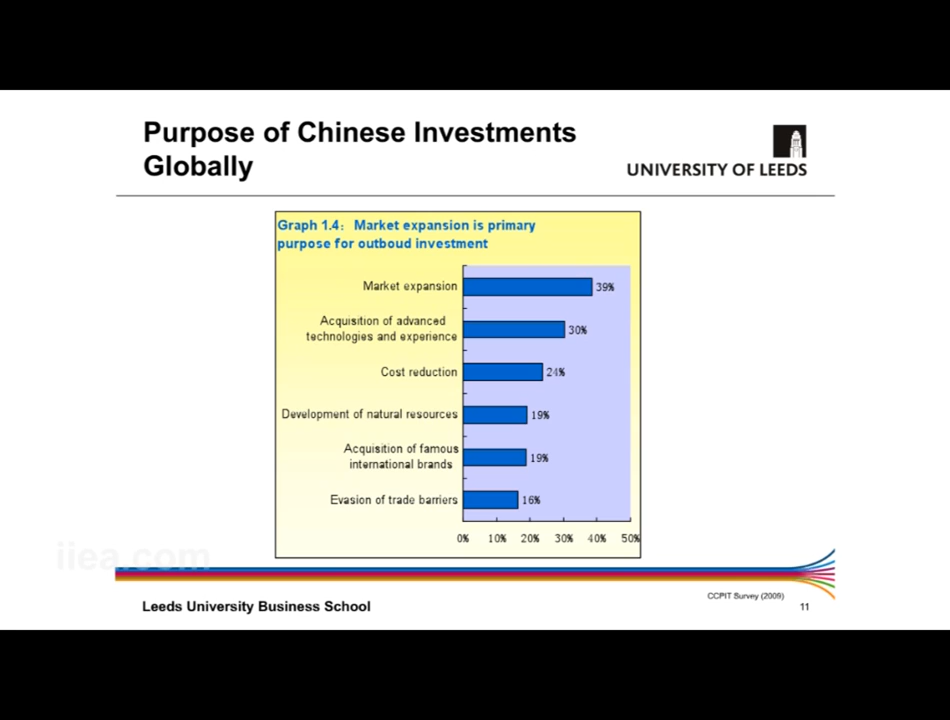 Purpose of Chinese Investments
Globally
UNIVERSITY OF LEEDS
Graph 1.4: Market expansion is primary
purpose for outboud investment
Market expansion
39%
Acquisition of advanced
technologies and experience
30%
Cost reduction
24%
Development of natural resources
19%
Acquisition of famous
international brands
19%
Evasion of trade barriers
16%
0% 10% 20% 30% 40% 50%
iiea.com
CCPIT Survey (2009)
Leeds University Business School
11